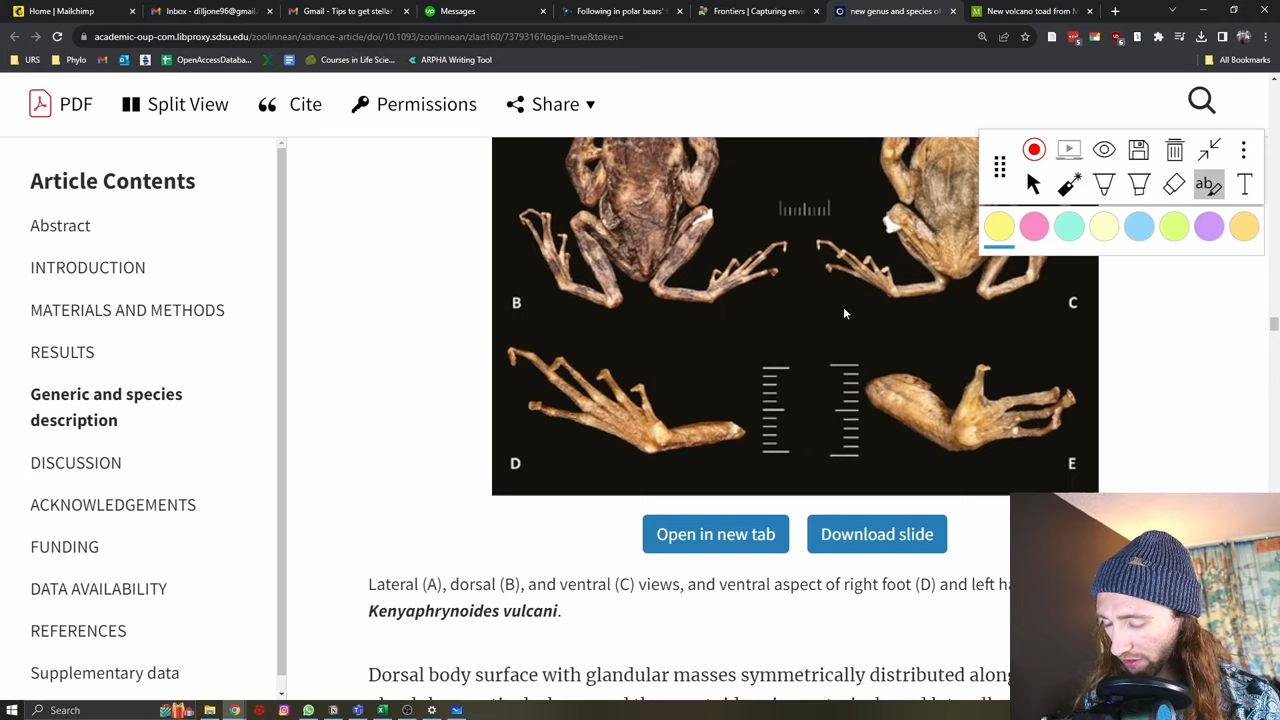 Home | Mailchimp
Mail - Inbox - diljone96@gmail.
Gmail - Tips to get stellar
Messages
Following in polar bears'
Frontiers | Capturing envir
new genus and species of
New volcano toad from M
academic-oup-com.libproxy.sdsu.edu/zoolinnean/advance-article/doi/10.1093/zoolinnean/zlad160/7379316?login=true&token=
URS
Phylo
OpenAccessDataba...
Courses in Life Scie...
ARPHA Writing Tool
All Bookmarks
PDF
Split View
Cite
Permissions
Share
Article Contents
Abstract
INTRODUCTION
MATERIALS AND METHODS
RESULTS
Generic and species
description
DISCUSSION
ACKNOWLEDGEMENTS
FUNDING
DATA AVAILABILITY
REFERENCES
Supplementary data
ab
T
B
C
D
E
Open in new tab
Download slide
Lateral (A), dorsal (B), and ventral (C) views, and ventral aspect of right foot (D) and left ha
Kenyaphrynoides vulcani.
Dorsal body surface with glandular masses symmetrically distributed along
Search